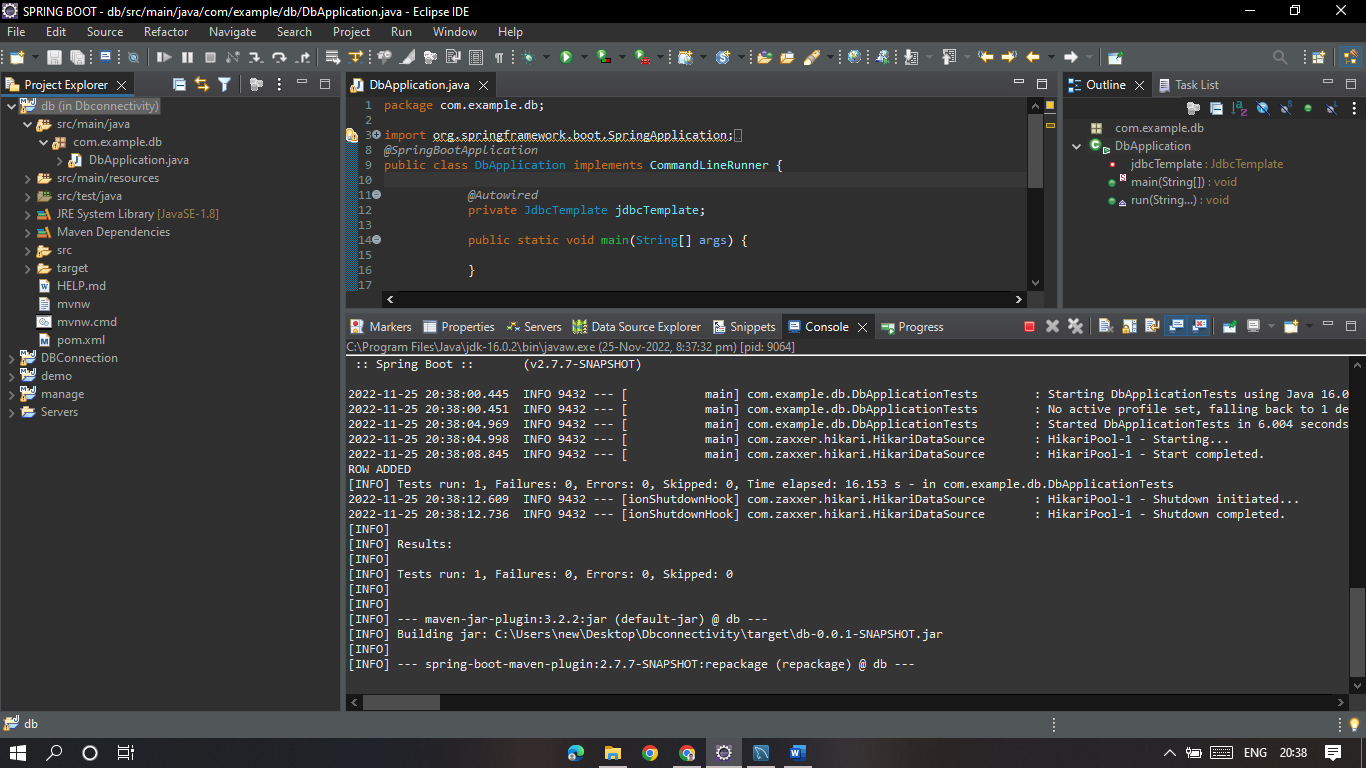 SPRING BOOT - db/src/main/java/com/example/db/DbApplication.java - Eclipse IDE
File Edit Source Refactor Navigate Search Project Run Window Help
Project Explorer
db (in Dbconnectivity)
src/main/java
com.example.db
DbApplication.java
src/main/resources
src/test/java
JRE System Library [JavaSE-1.8]
Maven Dependencies
src
target
HELP.md
mvnw
mvnw.cmd
pom.xml
DBConnection
demo
manage
Servers
DbApplication.java
1 package com.example.db;
2
3 import org.springframework.boot.SpringApplication;
8 @SpringBootApplication
9 public class DbApplication implements CommandLineRunner {
10
11 @Autowired
12 private JdbcTemplate jdbcTemplate;
13
14 public static void main(String[] args) {
15
16 }
17
Outline Task List
com.example.db
DbApplication
jdbcTemplate : JdbcTemplate
main(String[]) : void
run(String...) : void
Markers Properties Servers Data Source Explorer Snippets Console Progress
C:\Program Files\Java\jdk-16.0.2\bin\javaw.exe (25-Nov-2022, 8:37:32 pm) [pid: 9064]
:: Spring Boot :: (v2.7.7-SNAPSHOT)
2022-11-25 20:38:00.445 INFO 9432 --- [ main] com.example.db.DbApplicationTests : Starting DbApplicationTests using Java 16.0
2022-11-25 20:38:00.451 INFO 9432 --- [ main] com.example.db.DbApplicationTests : No active profile set, falling back to 1 de
2022-11-25 20:38:04.969 INFO 9432 --- [ main] com.example.db.DbApplicationTests : Started DbApplicationTests in 6.004 seconds
2022-11-25 20:38:04.998 INFO 9432 --- [ main] com.zaxxer.hikari.HikariDataSource : HikariPool-1 - Starting...
2022-11-25 20:38:08.845 INFO 9432 --- [ main] com.zaxxer.hikari.HikariDataSource : HikariPool-1 - Start completed.
ROW ADDED
[INFO] Tests run: 1, Failures: 0, Errors: 0, Skipped: 0, Time elapsed: 16.153 s - in com.example.db.DbApplicationTests
2022-11-25 20:38:12.609 INFO 9432 --- [ionShutdownHook] com.zaxxer.hikari.HikariDataSource : HikariPool-1 - Shutdown initiated...
2022-11-25 20:38:12.736 INFO 9432 --- [ionShutdownHook] com.zaxxer.hikari.HikariDataSource : HikariPool-1 - Shutdown completed.
[INFO]
[INFO] Results:
[INFO]
[INFO] Tests run: 1, Failures: 0, Errors: 0, Skipped: 0
[INFO]
[INFO]
[INFO] --- maven-jar-plugin:3.2.2:jar (default-jar) @ db ---
[INFO] Building jar: C:\Users\new\Desktop\Dbconnectivity\target\db-0.0.1-SNAPSHOT.jar
[INFO]
[INFO] --- spring-boot-maven-plugin:2.7.7-SNAPSHOT:repackage (repackage) @ db ---
db
ENG 20:38